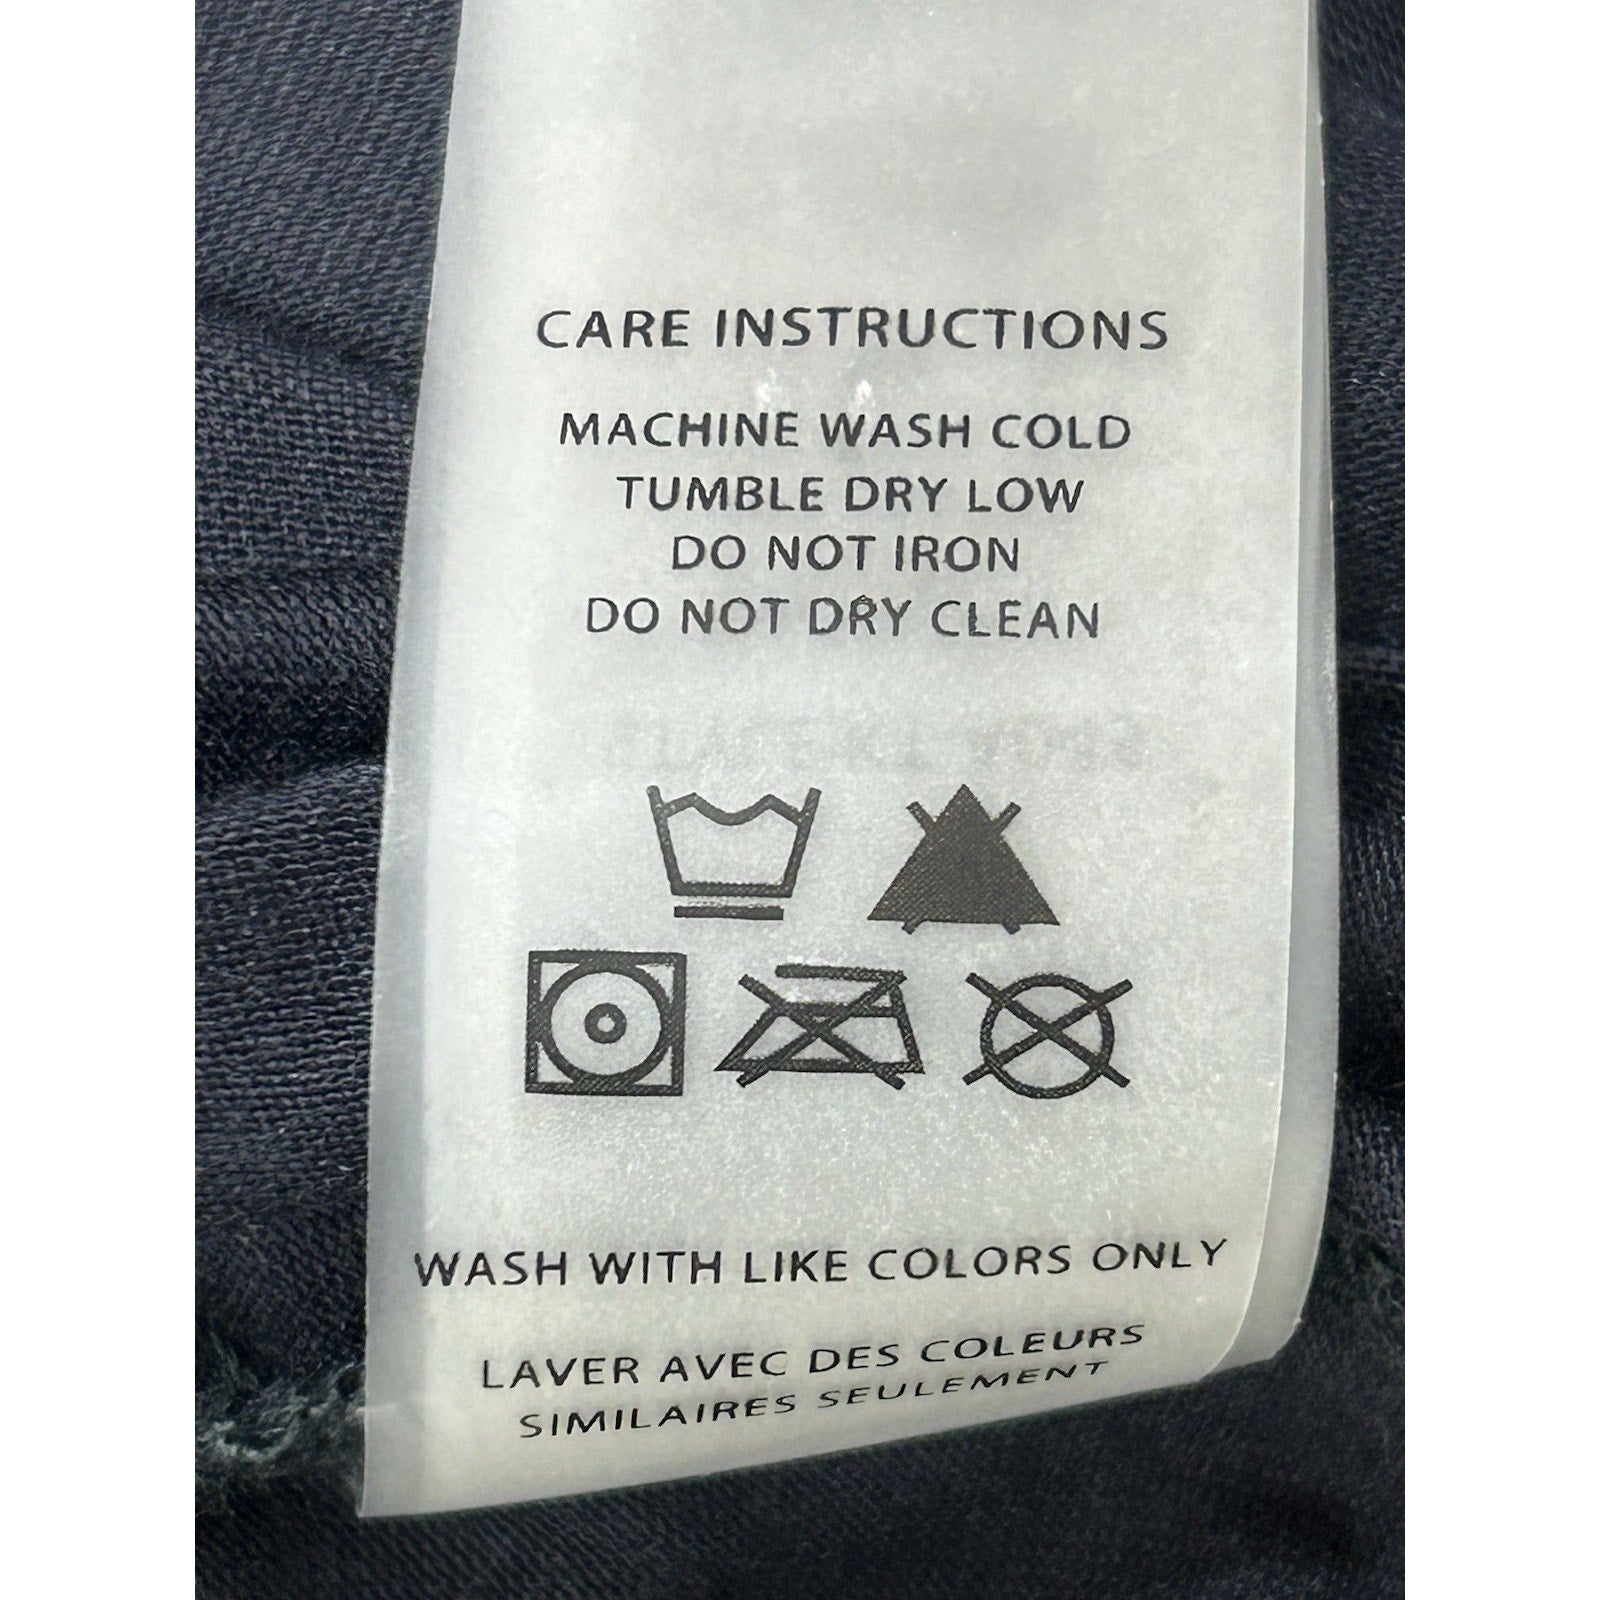 CARE INSTRUCTIONS
MACHINE WASH COLD
TUMBLE DRY LOW
DO NOT IRON
DO NOT DRY CLEAN
WASH WITH LIKE COLORS ONLY
LAVER AVEC DES COLEURS
SIMILAIRES SEULEMENT